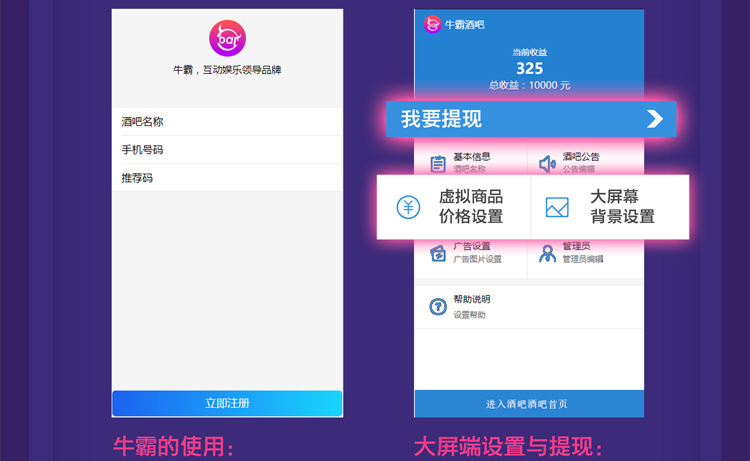 bar
牛霸，互动娱乐领导品牌
酒吧名称
手机号码
推荐码
立即注册
牛霸的使用：
bar
牛霸酒吧
当前收益
325
总收益：10000 元
我要提现
基本信息
酒吧名称
酒吧公告
公告编辑
虚拟商品
价格设置
大屏幕
背景设置
广告设置
广告图片设置
管理员
管理员编辑
帮助说明
设置帮助
进入酒吧酒吧首页
大屏端设置与提现：